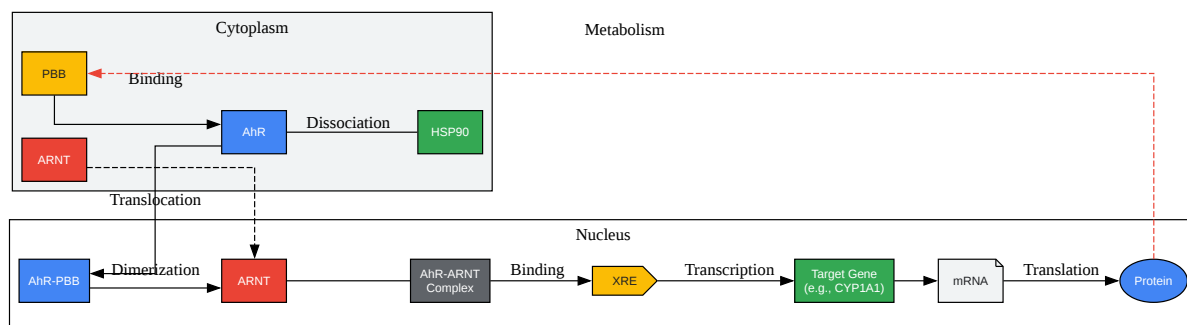 Cytoplasm
Metabolism
PBB
Binding
AhR
Dissociation
HSP90
ARNT
Translocation
Nucleus
AhR-PBB
Dimerization
ARNT
AhR-ARNT
Complex
Binding
XRE
Transcription
Target Gene
(e.g., CYP1A1)
mRNA
Translation
Protein